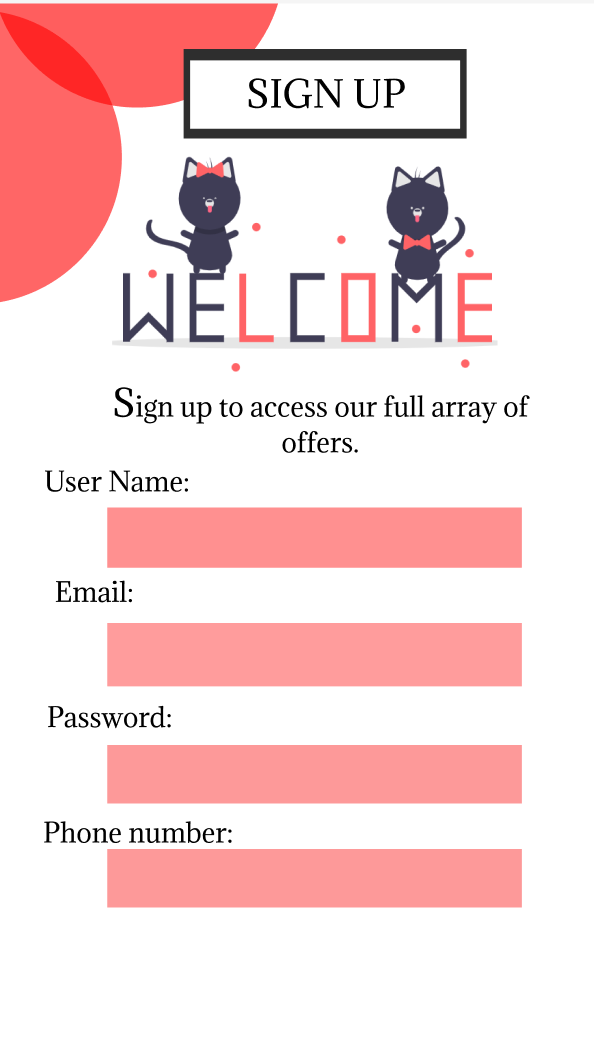 SIGN UP
WELCOME
Sign up to access our full array of
offers.
User Name:
Email:
Password:
Phone number: